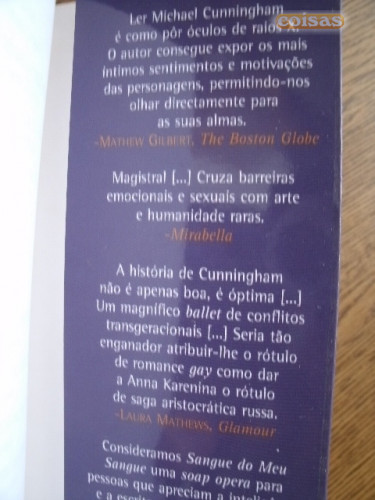 coisas
Ler Michael Cunningham
é como pôr óculos de raios X.
O autor consegue expor os mais
íntimos sentimentos e motivações
das personagens, permitindo-nos
olhar directamente para
as suas almas.
-MATHEW GILBERT, The Boston Globe
Magistral [...] Cruza barreiras
emocionais e sexuais com arte
e humanidade raras.
-Mirabella
A história de Cunningham
não é apenas boa, é óptima [...]
Um magnífico ballet de conflitos
transgeracionais [...] Seria tão
enganador atribuir-lhe o rótulo
de romance gay como dar
a Anna Karenina o rótulo
de saga aristocrática russa.
-LAURA MATHEWS, Glamour
Consideramos Sangue do Meu
Sangue uma soap opera para
pessoas que apreciam a